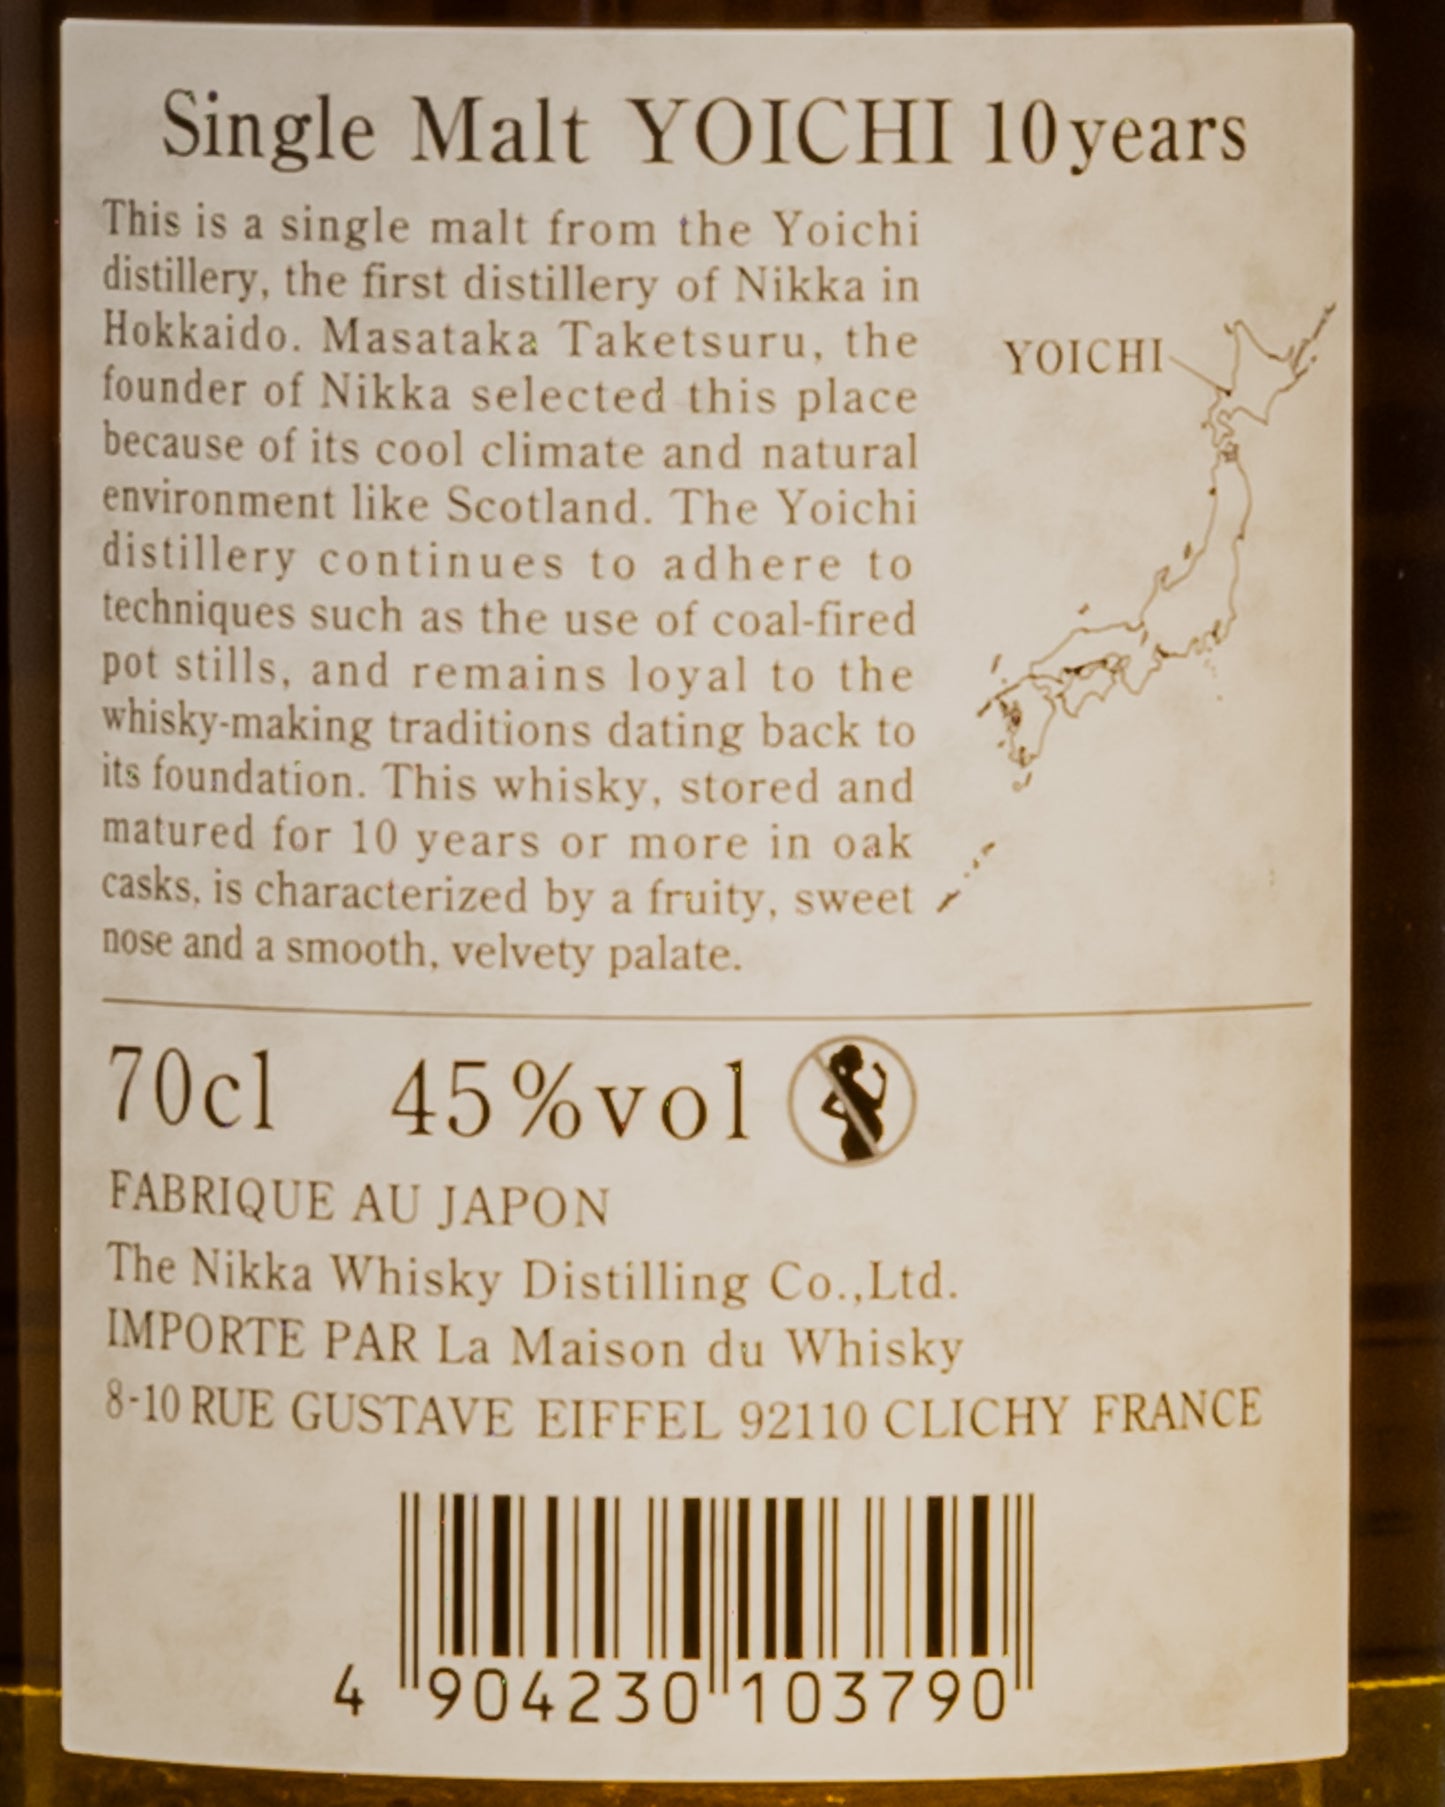 Single Malt YOICHI 10years
This is a single malt from the Yoichi
distillery, the first distillery of Nikka in
Hokkaido. Masataka Taketsuru, the
founder of Nikka selected this place
because of its cool climate and natural
environment like Scotland. The Yoichi
distillery continues to adhere to
techniques such as the use of coal-fired
pot stills, and remains loyal to the
whisky-making traditions dating back to
its foundation. This whisky, stored and
matured for 10 years or more in oak
casks, is characterized by a fruity, sweet
nose and a smooth, velvety palate.
YOICHI
70cl 45%vol
FABRIQUE AU JAPON
The Nikka Whisky Distilling Co.,Ltd.
IMPORTE PAR La Maison du Whisky
8-10 RUE GUSTAVE EIFFEL 92110 CLICHY FRANCE
4 904230 103790